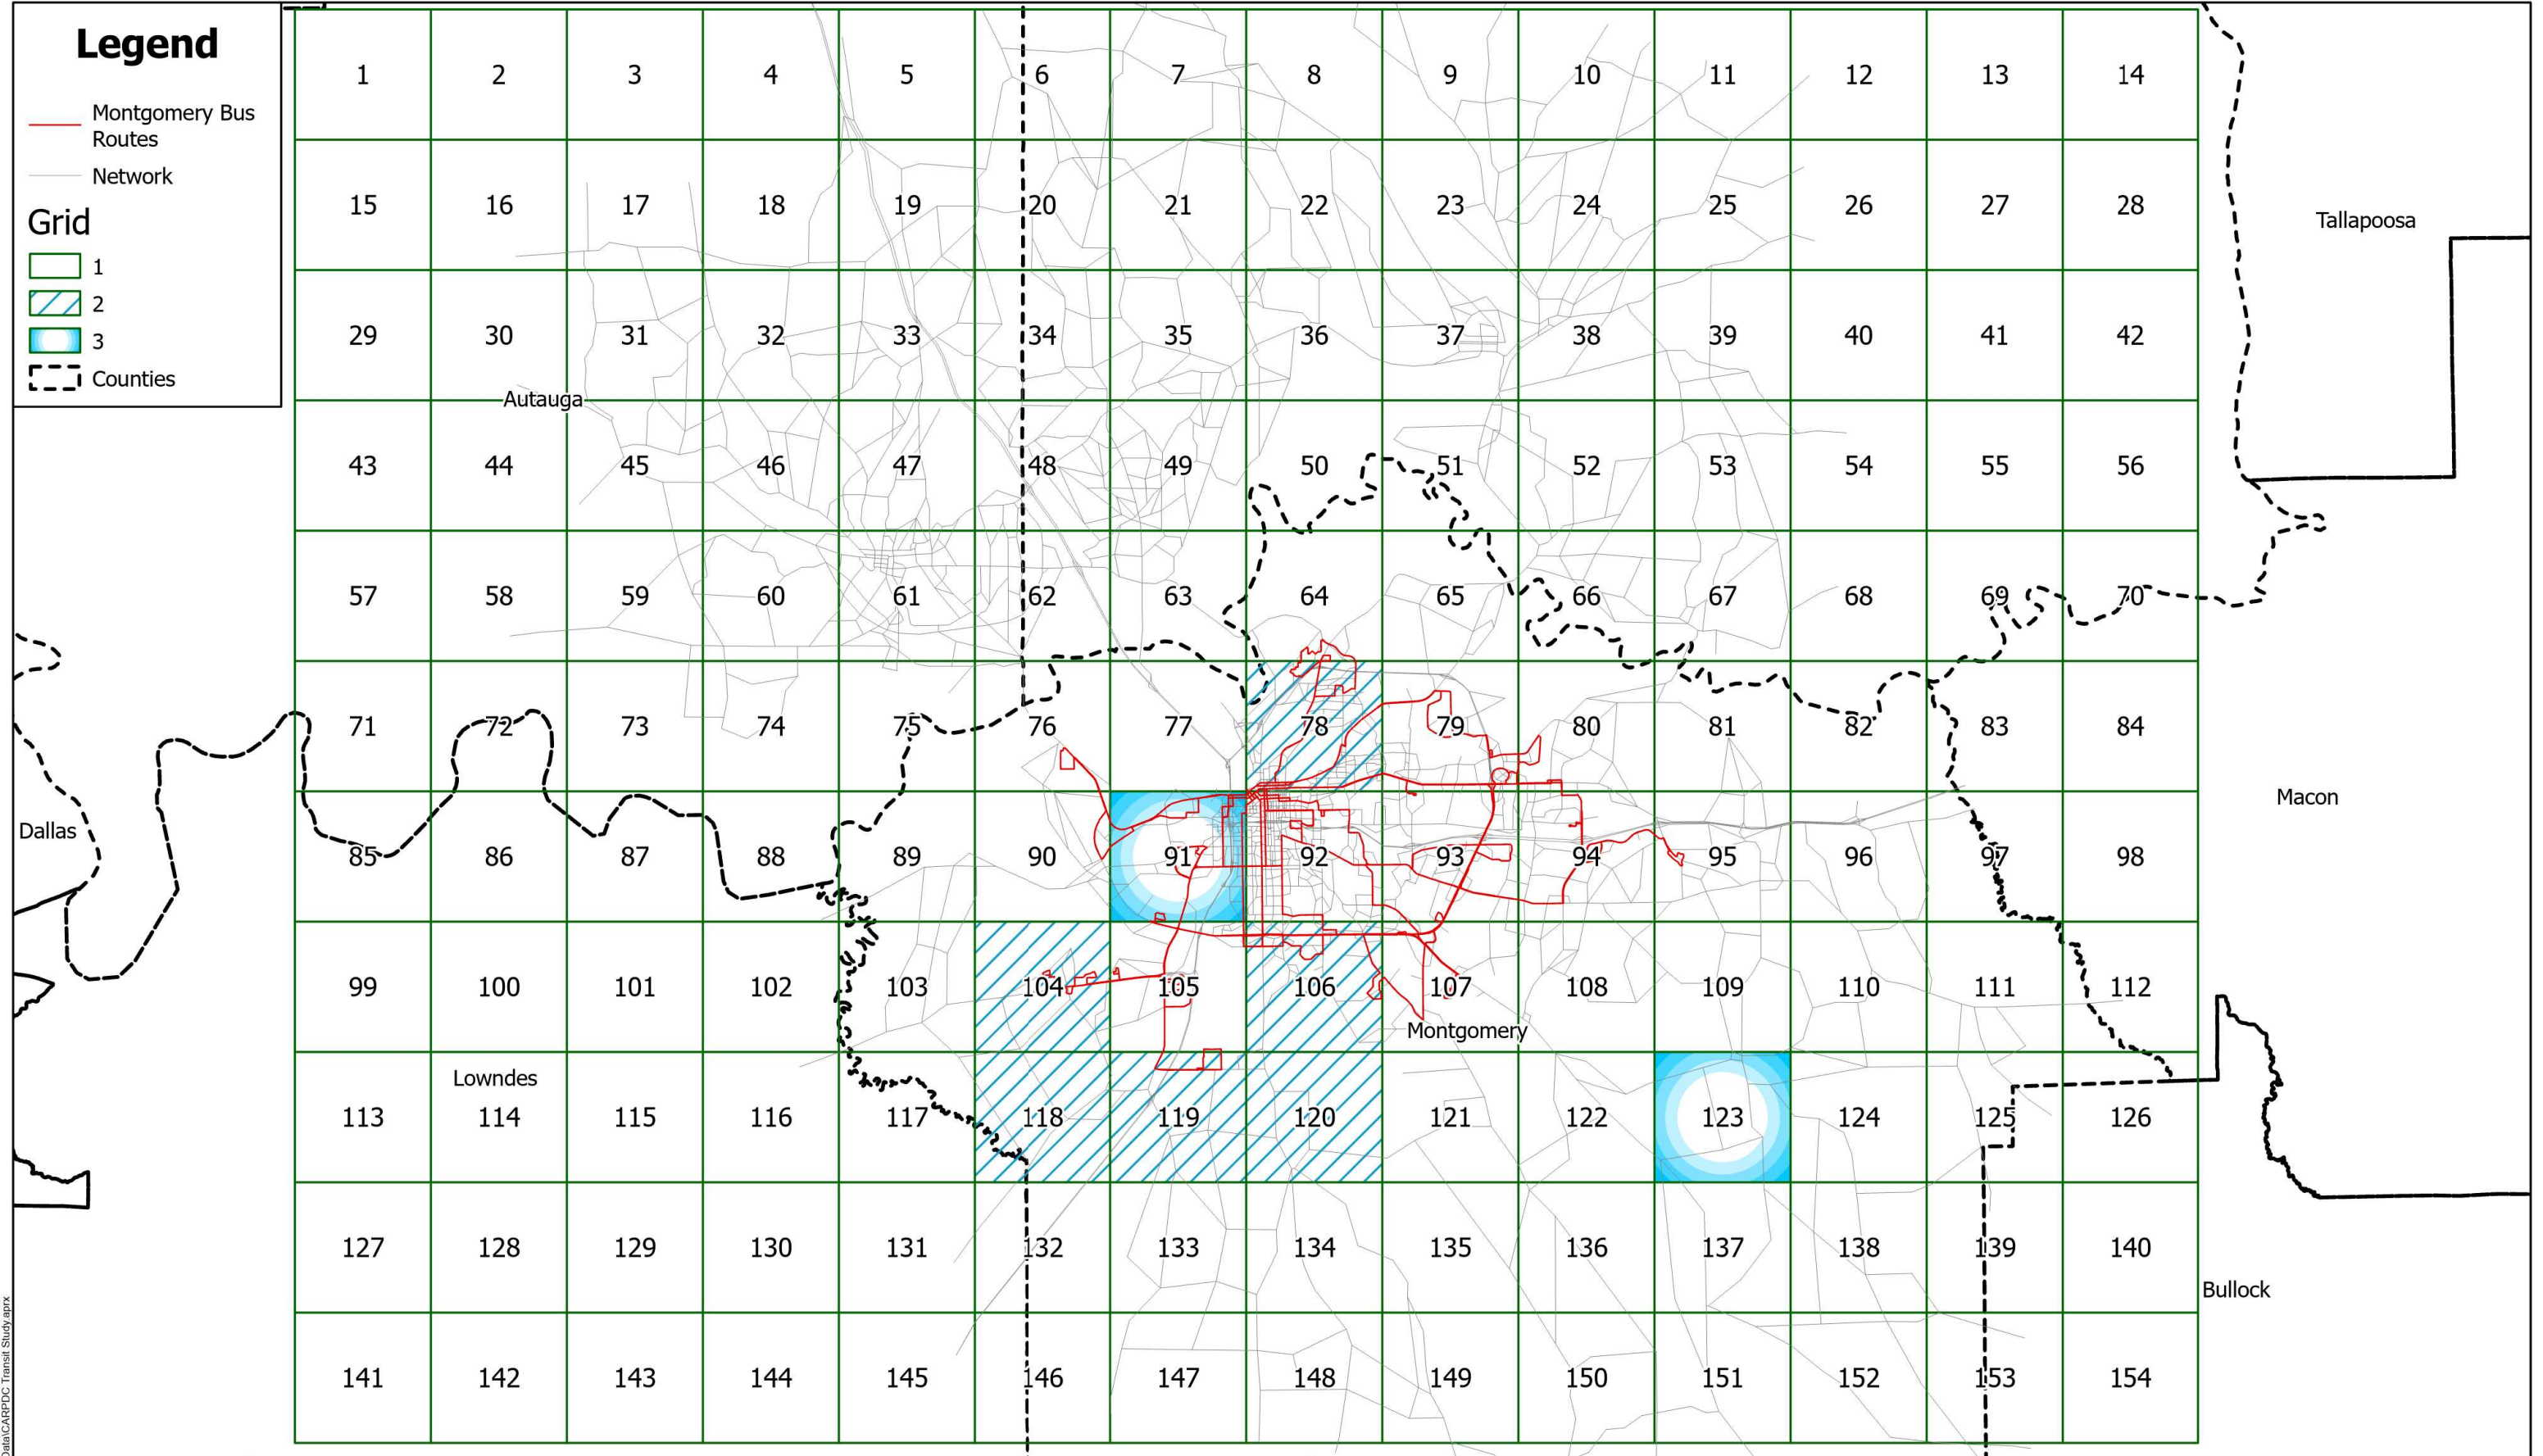 Legend
Montgomery Bus
Routes
Network
Grid
1
2
3
Counties
1 2 3 4 5 6 7 8 9 10 11 12 13 14
15 16 17 18 19 20 21 22 23 24 25 26 27 28
Tallapoosa
29 30 31 32 33 34 35 36 37 38 39 40 41 42
Autauga
43 44 45 46 47 48 49 50 51 52 53 54 55 56
57 58 59 60 61 62 63 64 65 66 67 68 69 70
71 72 73 74 75 76 77 78 79 80 81 82 83 84
Macon
Dallas
85 86 87 88 89 90 91 92 93 94 95 96 97 98
99 100 101 102 103 104 105 106 107 108 109 110 111 112
Montgomery
Lowndes
113 114 115 116 117 118 119 120 121 122 123 124 125 126
127 128 129 130 131 132 133 134 135 136 137 138 139 140
Bullock
141 142 143 144 145 146 147 148 149 150 151 152 153 154
Data\CARPDC Transit Study.aprx